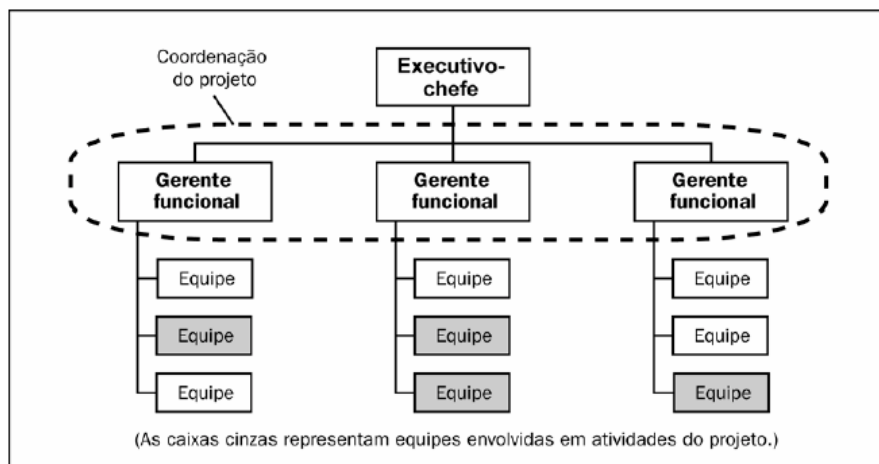 Coordenação
do projeto
Executivo-
chefe
Gerente
funcional
Gerente
funcional
Gerente
funcional
Equipe
Equipe
Equipe
Equipe
Equipe
Equipe
Equipe
Equipe
Equipe
(As caixas cinzas representam equipes envolvidas em atividades do projeto.)